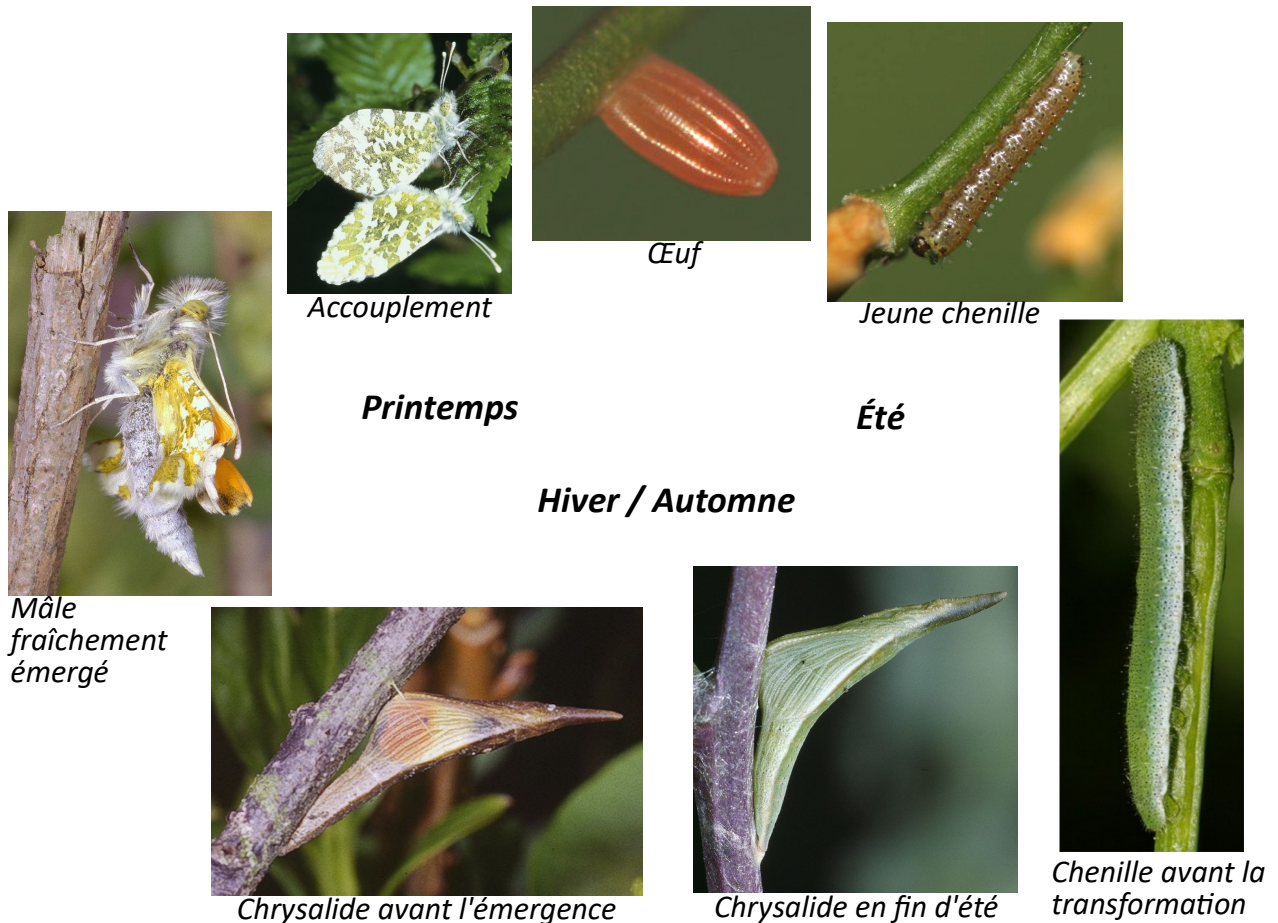 Accouplement
Œuf
Jeune chenille
Printemps
Été
Hiver / Automne
Mâle
fraîchement
émergé
Chrysalide avant l'émergence
Chrysalide en fin d'été
Chenille avant la
transformation